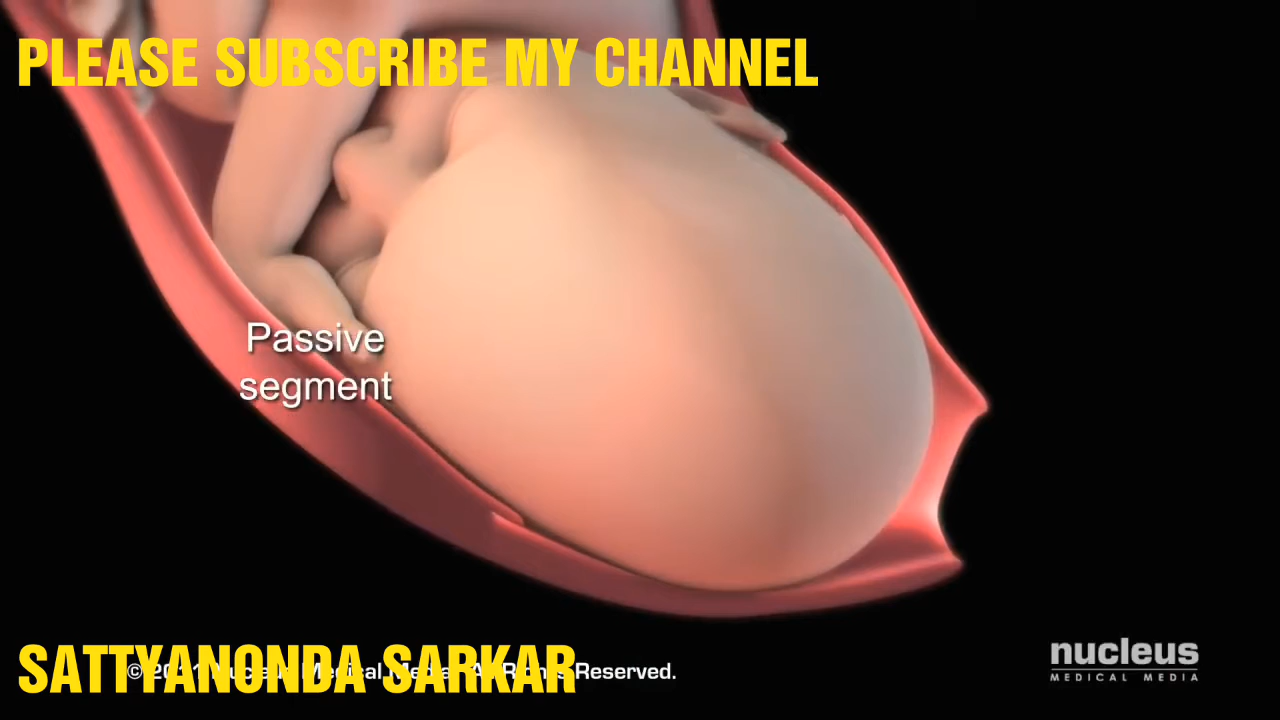 PLEASE SUBSCRIBE MY CHANNEL
Passive
segment
nucleus
MEDICAL MEDIA
SATTYANONDA SARKAR
Reserved.